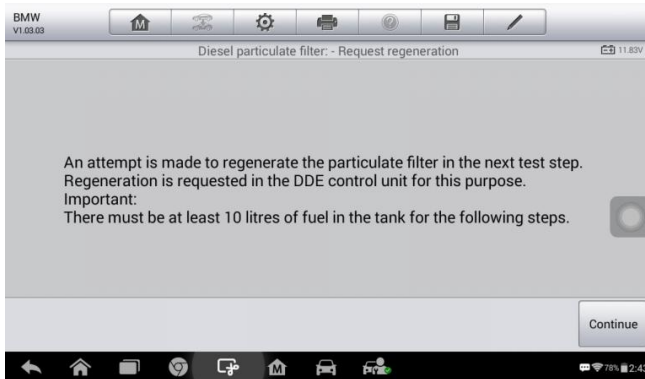 BMW
V1.03.03
Diesel particulate filter: - Request regeneration
11.83V
An attempt is made to regenerate the particulate filter in the next test step.
Regeneration is requested in the DDE control unit for this purpose.
Important:
There must be at least 10 litres of fuel in the tank for the following steps.
Continue
M
M
78%
2:43